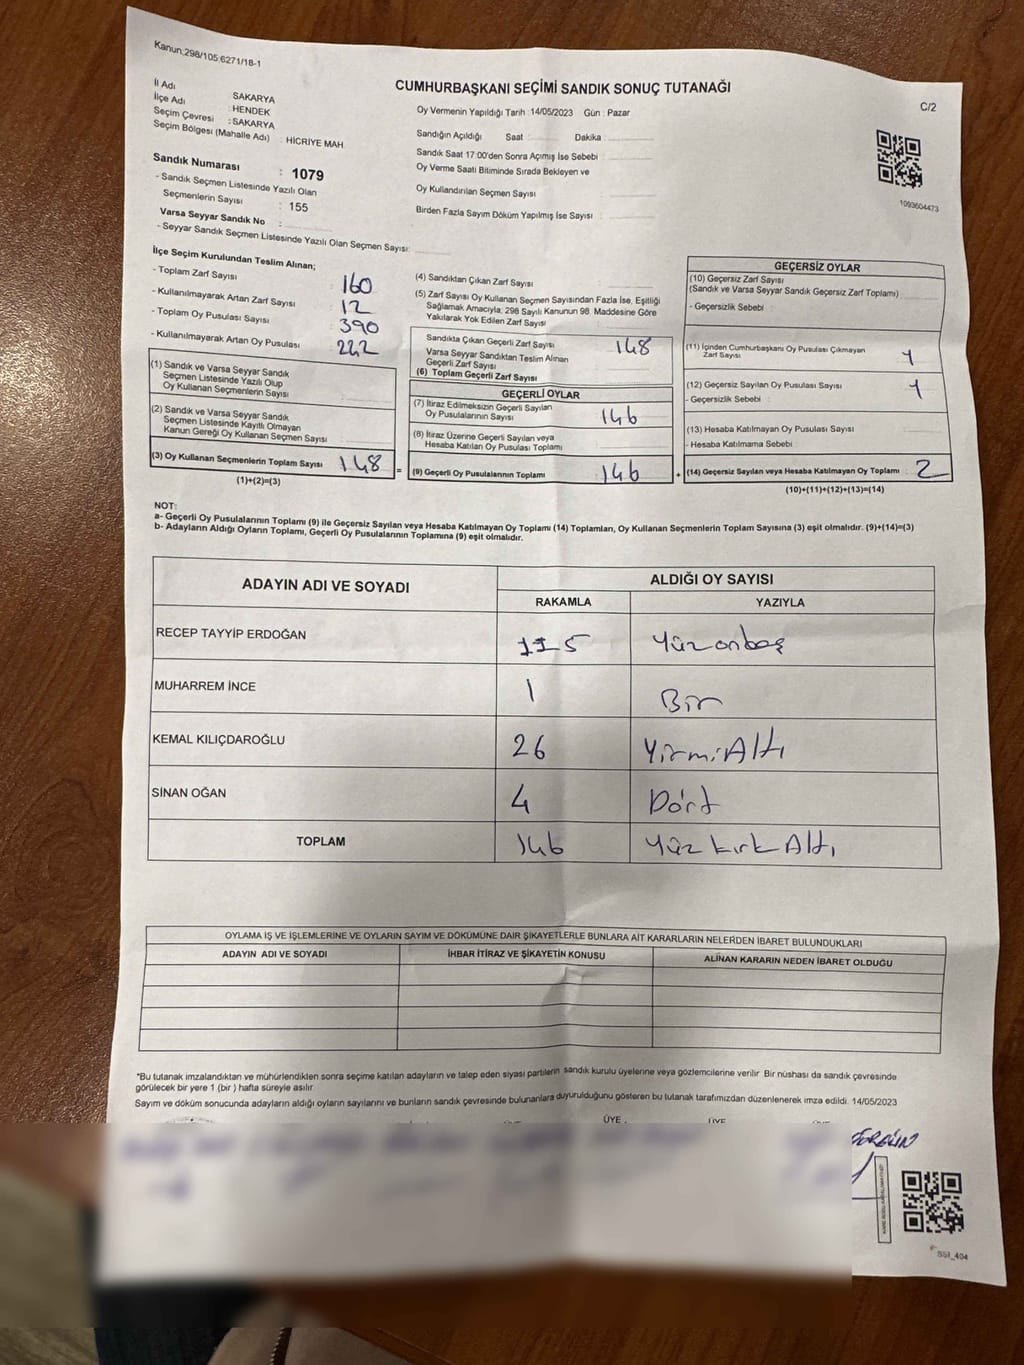 Kanun;298/105;6271/18-1
CUMHURBAŞKANI SEÇİMİ SANDIK SONUÇ TUTANAĞI
C/2
İl Adı SAKARYA
İlçe Adı : HENDEK
Seçim Çevresi : SAKARYA
Seçim Bölgesi (Mahalle Adı) : HİCRİYE MAH.
Sandık Numarası : 1079
- Sandık Seçmen Listesinde Yazılı Olan
Seçmenlerin Sayısı : 155
Varsa Seyyar Sandık No :
- Seyyar Sandık Seçmen Listesinde Yazılı Olan Seçmen Sayısı:
Oy Vermenin Yapıldığı Tarih : 14/05/2023 Gün : Pazar
Sandığın Açıldığı Saat : Dakika :
Sandık Saat 17:00'den Sonra Açımış İse Sebebi :
Oy Verme Saati Bitiminde Sırada Bekleyen ve
Oy Kullandırılan Seçmen Sayısı :
Birden Fazla Sayım Döküm Yapılmış İse Sayısı :
1093604473
İlçe Seçim Kurulundan Teslim Alınan;
- Toplam Zarf Sayısı : 160
- Kullanılmayarak Artan Zarf Sayısı : 12
- Toplam Oy Pusulası Sayısı : 390
- Kullanılmayarak Artan Oy Pusulası : 242
(1) Sandık ve Varsa Seyyar Sandık
Seçmen Listesinde Yazılı Olup
Oy Kullanan Seçmenlerin Sayısı :
(2) Sandık ve Varsa Seyyar Sandık
Seçmen Listesinde Kayıtlı Olmayan
Kanun Gereği Oy Kullanan Seçmen Sayısı :
(3) Oy Kullanan Seçmenlerin Toplam Sayısı : 148 =
(1)+(2)=(3)
(4) Sandıktan Çıkan Zarf Sayısı :
(5) Zarf Sayısı Oy Kullanan Seçmen Sayısından Fazla İse, Eşitliği
Sağlamak Amacıyla; 298 Sayılı Kanunun 98. Maddesine Göre
Yakılarak Yok Edilen Zarf Sayısı :
Sandıkta Çıkan Geçerli Zarf Sayısı : 148
Varsa Seyyar Sandıktan Teslim Alınan
Geçerli Zarf Sayısı :
(6) Toplam Geçerli Zarf Sayısı :
GEÇERLİ OYLAR
(7) İtiraz Edilmeksizin Geçerli Sayılan
Oy Pusulalarının Sayısı : 146
(8) İtiraz Üzerine Geçerli Sayılan veya
Hesaba Katılan Oy Pusulası Toplamı :
(9) Geçerli Oy Pusulalarının Toplamı : 146 +
GEÇERSİZ OYLAR
(10) Geçersiz Zarf Sayısı
(Sandık ve Varsa Seyyar Sandık Geçersiz Zarf Toplamı) :
- Geçersizlik Sebebi :
(11) İçinden Cumhurbaşkanı Oy Pusulası Çıkmayan
Zarf Sayısı : 1
(12) Geçersiz Sayılan Oy Pusulası Sayısı : 1
- Geçersizlik Sebebi :
(13) Hesaba Katılmayan Oy Pusulası Sayısı :
- Hesaba Katılmama Sebebi :
(14) Geçersiz Sayılan veya Hesaba Katılmayan Oy Toplamı : 2
(10)+(11)+(12)+(13)=(14)
NOT:
a- Geçerli Oy Pusulalarının Toplamı (9) ile Geçersiz Sayılan veya Hesaba Katılmayan Oy Toplamı (14) Toplamları, Oy Kullanan Seçmenlerin Toplam Sayısına (3) eşit olmalıdır. (9)+(14)=(3)
b- Adayların Aldığı Oyların Toplamı, Geçerli Oy Pusulalarının Toplamına (9) eşit olmalıdır.
ADAYIN ADI VE SOYADI ALDIĞI OY SAYISI
RAKAMLA YAZIYLA
RECEP TAYYİP ERDOĞAN 115 Yüzonbeş
MUHARREM İNCE 1 Bir
KEMAL KILIÇDAROĞLU 26 YirmiAltı
SİNAN OĞAN 4 Dört
TOPLAM 146 Yüz kırk Altı
OYLAMA İŞ VE İŞLEMLERİNE VE OYLARIN SAYIM VE DÖKÜMÜNE DAİR ŞİKAYETLERLE BUNLARA AİT KARARLARIN NELERDEN İBARET BULUNDUKLARI
ADAYIN ADI VE SOYADI İHBAR İTİRAZ VE ŞİKAYETİN KONUSU ALINAN KARARIN NEDEN İBARET OLDUĞU
*Bu tutanak imzalandıktan ve mühürlendikten sonra seçime katılan adayların ve talep eden siyasi partilerin sandık kurulu üyelerine veya gözlemcilerine verilir. Bir nüshası da sandık çevresinde
görülecek bir yere 1 (bir ) hafta süreyle asılır.
Sayım ve döküm sonucunda adayların aldığı oyların sayılarını ve bunların sandık çevresinde bulunanlara duyurulduğunu gösteren bu tutanak tarafımızdan düzenlenerek imza edildi. 14/05/2023
ÜYE ÜYE
SSI_404